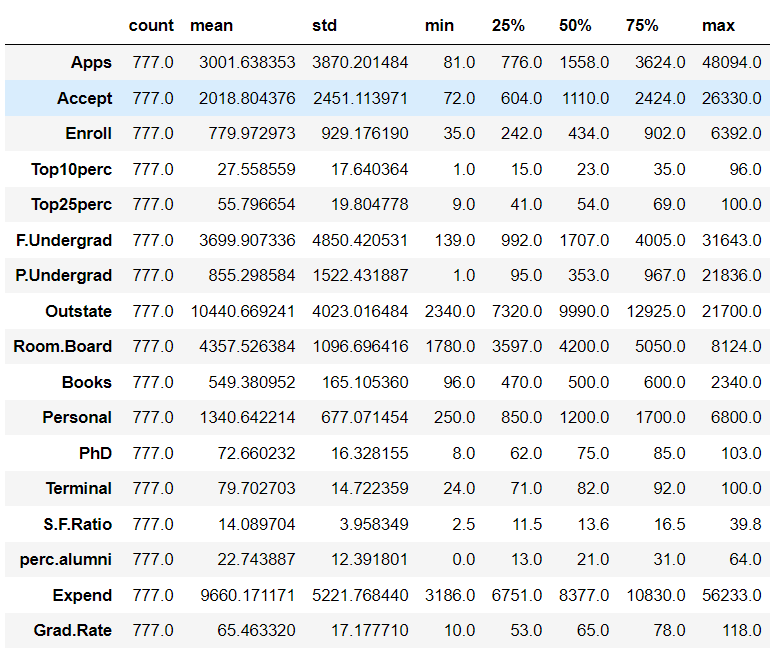 count mean std min 25% 50% 75% max
Apps 777.0 3001.638353 3870.201484 81.0 776.0 1558.0 3624.0 48094.0
Accept 777.0 2018.804376 2451.113971 72.0 604.0 1110.0 2424.0 26330.0
Enroll 777.0 779.972973 929.176190 35.0 242.0 434.0 902.0 6392.0
Top10perc 777.0 27.558559 17.640364 1.0 15.0 23.0 35.0 96.0
Top25perc 777.0 55.796654 19.804778 9.0 41.0 54.0 69.0 100.0
F.Undergrad 777.0 3699.907336 4850.420531 139.0 992.0 1707.0 4005.0 31643.0
P.Undergrad 777.0 855.298584 1522.431887 1.0 95.0 353.0 967.0 21836.0
Outstate 777.0 10440.669241 4023.016484 2340.0 7320.0 9990.0 12925.0 21700.0
Room.Board 777.0 4357.526384 1096.696416 1780.0 3597.0 4200.0 5050.0 8124.0
Books 777.0 549.380952 165.105360 96.0 470.0 500.0 600.0 2340.0
Personal 777.0 1340.642214 677.071454 250.0 850.0 1200.0 1700.0 6800.0
PhD 777.0 72.660232 16.328155 8.0 62.0 75.0 85.0 103.0
Terminal 777.0 79.702703 14.722359 24.0 71.0 82.0 92.0 100.0
S.F.Ratio 777.0 14.089704 3.958349 2.5 11.5 13.6 16.5 39.8
perc.alumni 777.0 22.743887 12.391801 0.0 13.0 21.0 31.0 64.0
Expend 777.0 9660.171171 5221.768440 3186.0 6751.0 8377.0 10830.0 56233.0
Grad.Rate 777.0 65.463320 17.177710 10.0 53.0 65.0 78.0 118.0